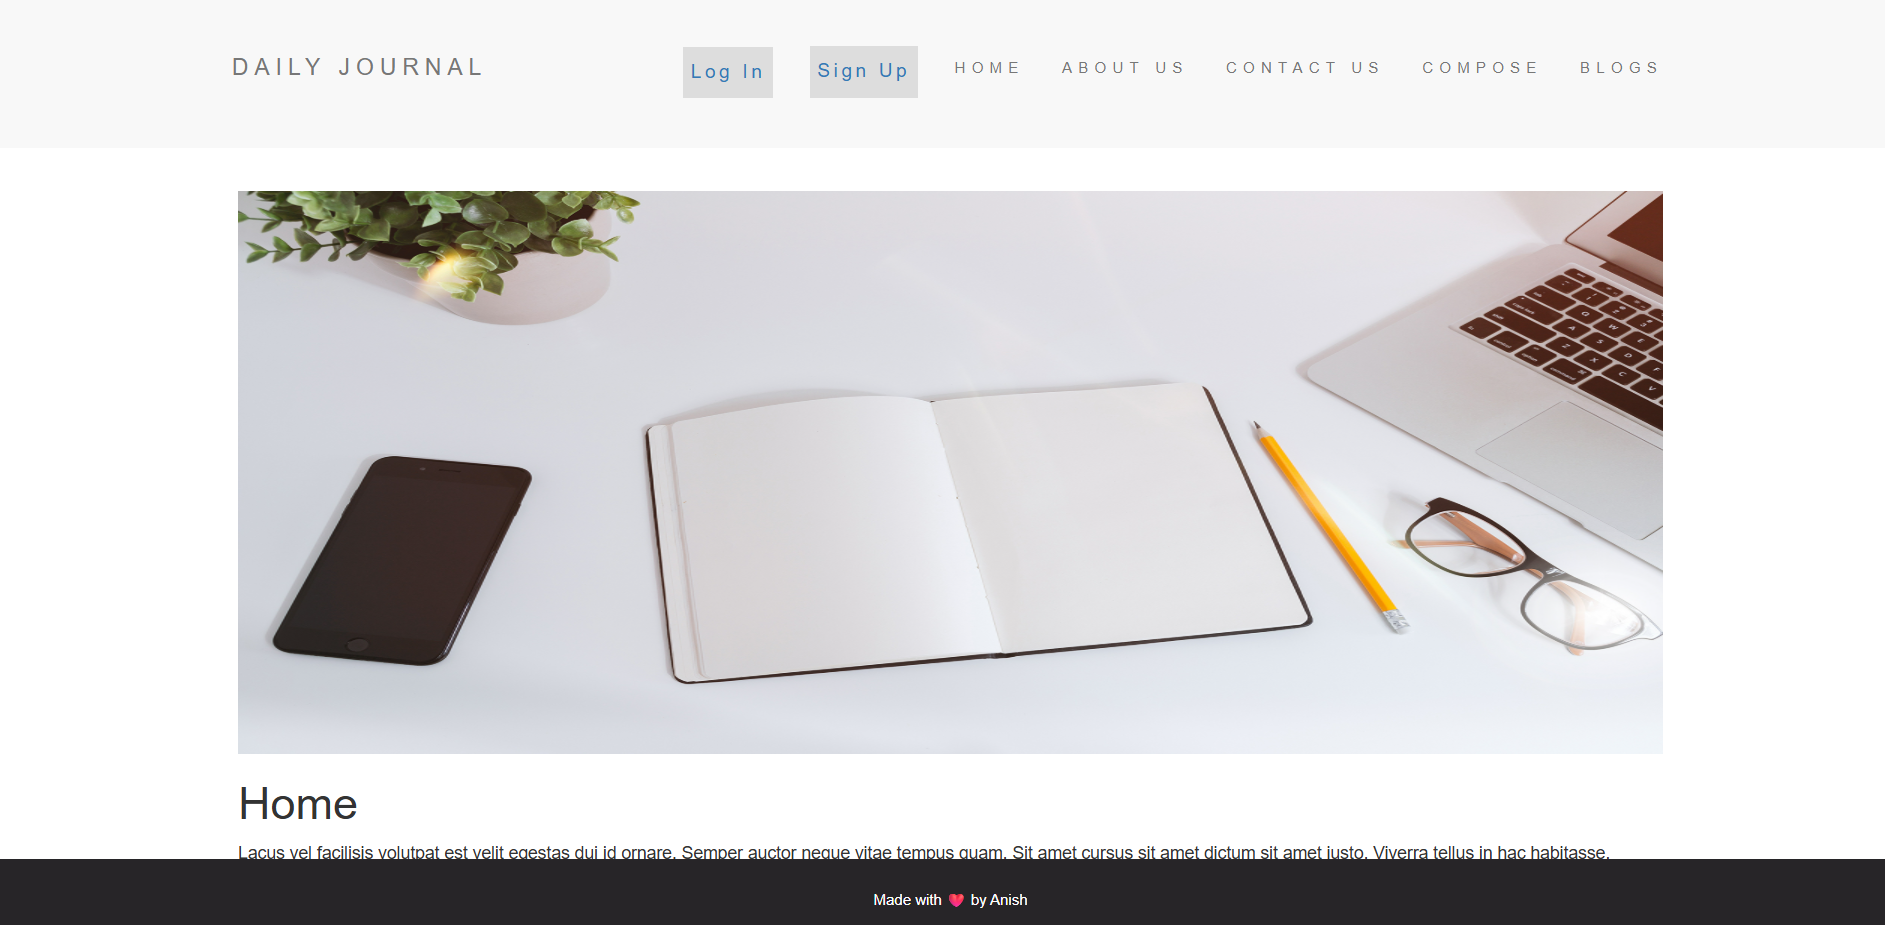 DAILY JOURNAL
Log In
Sign Up
HOME
ABOUT US
CONTACT US
COMPOSE
BLOGS
Home
Lacus vel facilisis volutpat est velit egestas dui id ornare. Semper auctor neque vitae tempus quam. Sit amet cursus sit amet dictum sit amet justo. Viverra tellus in hac habitasse.
Made with 💗 by Anish